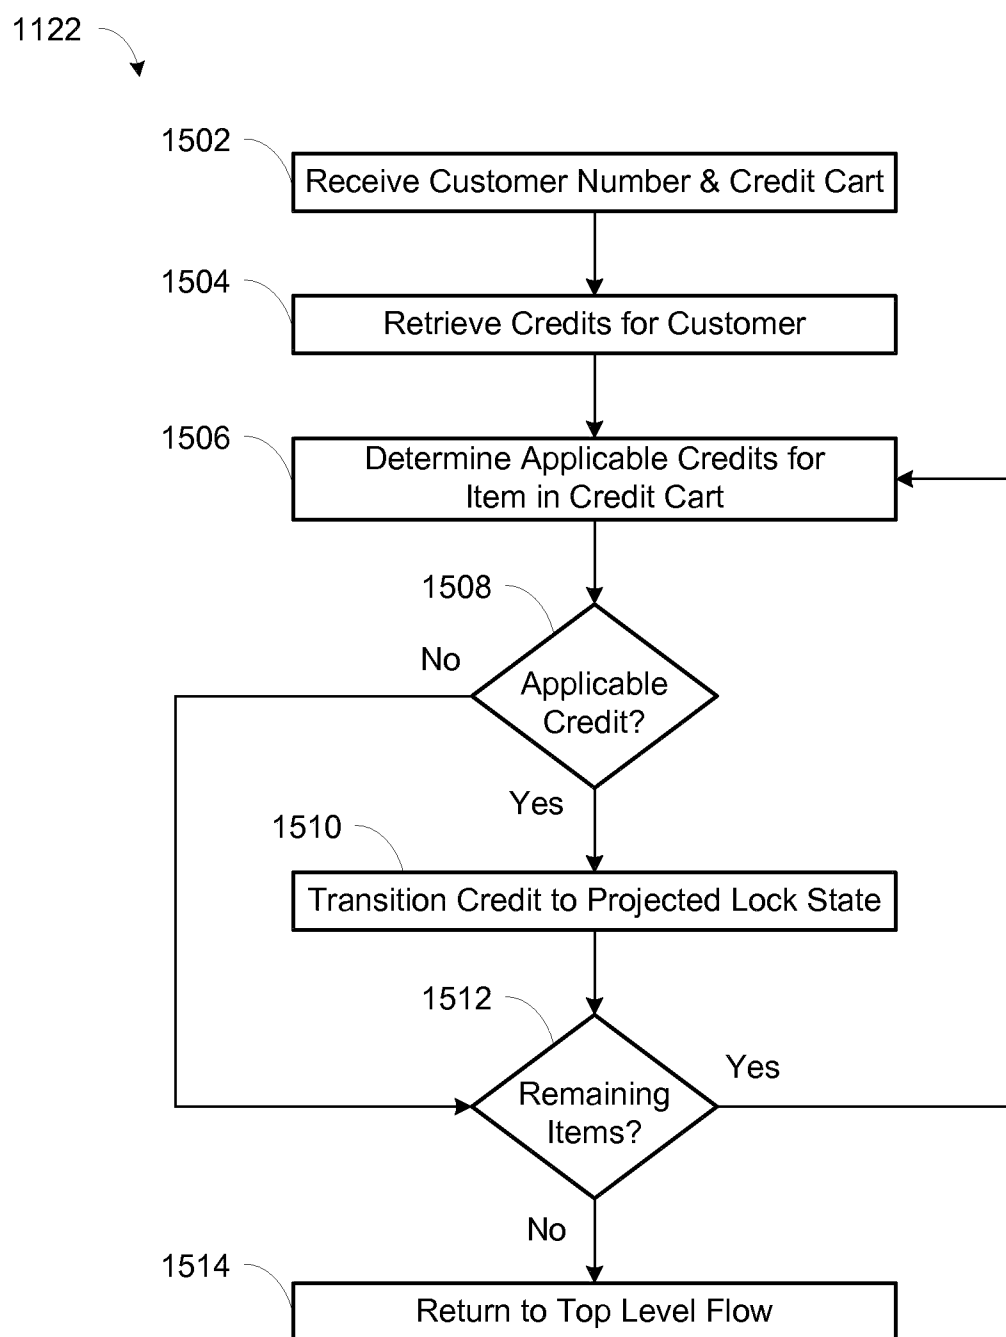 1122
1502
Receive Customer Number & Credit Cart
1504
Retrieve Credits for Customer
1506
Determine Applicable Credits for
Item in Credit Cart
1508
No
Applicable
Credit?
Yes
1510
Transition Credit to Projected Lock State
1512
Yes
Remaining
Items?
No
1514
Return to Top Level Flow